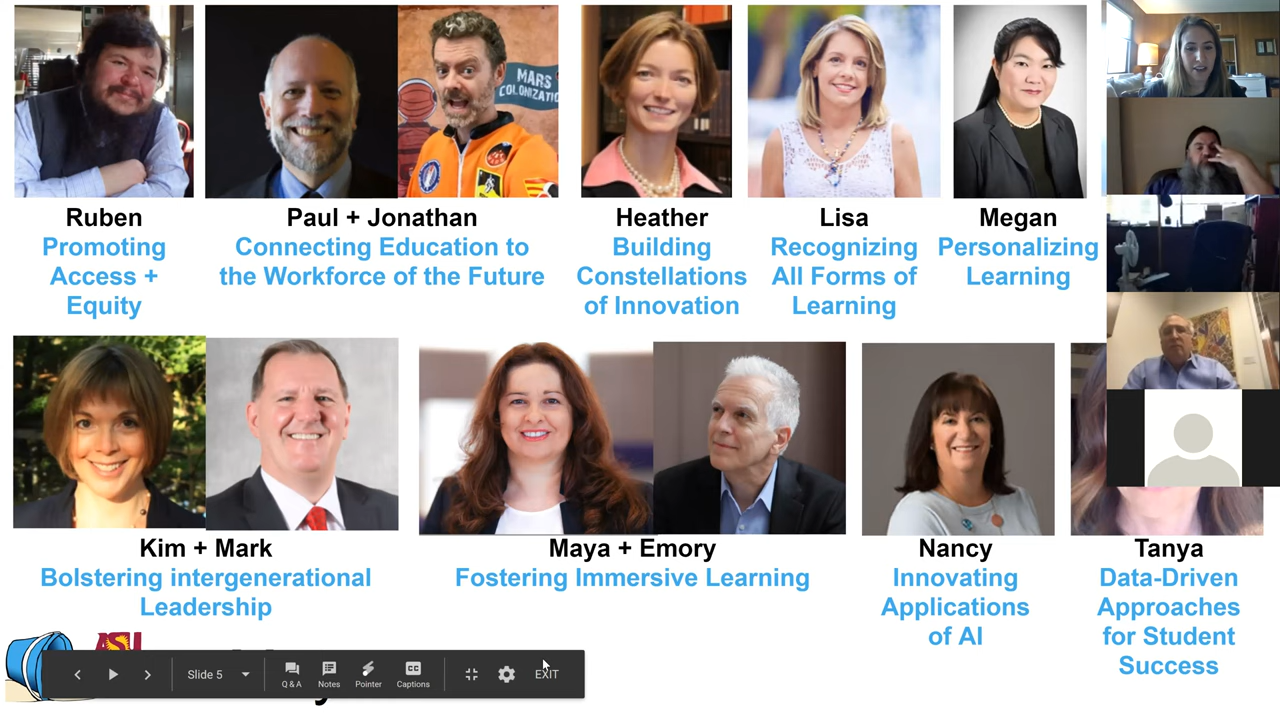 MARS
COLONIZATIO
Ruben
Promoting
Access +
Equity
Paul + Jonathan
Connecting Education to
the Workforce of the Future
Heather
Building
Constellations
of Innovation
Lisa
Recognizing
All Forms of
Learning
Megan
Personalizing
Learning
Kim + Mark
Bolstering intergenerational
Leadership
Maya + Emory
Fostering Immersive Learning
Nancy
Innovating
Applications
of AI
Tanya
Data-Driven
Approaches
for Student
Success
ASU
Slide 5
Q & A
Notes
Pointer
CC
Captions
EXIT